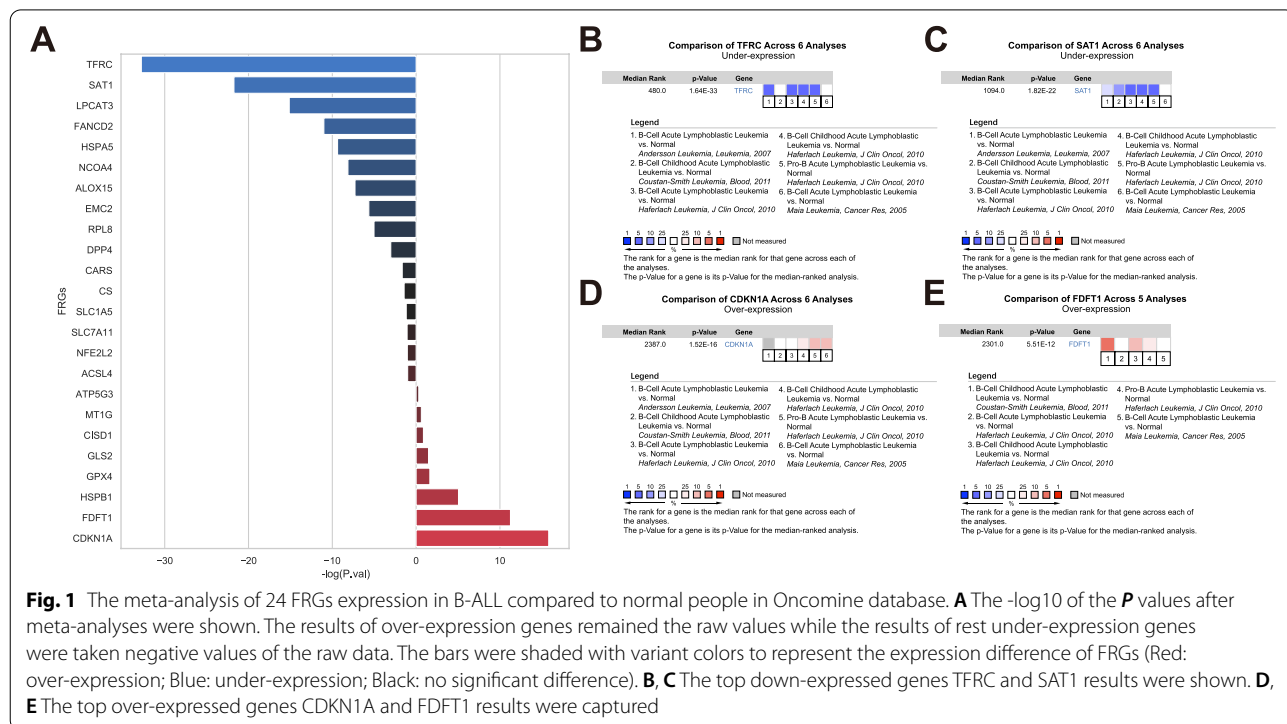 A
TFRC
SAT1
LPCAT3
FANCD2
HSPA5
NCOA4
ALOX15
EMC2
RPL8
DPP4
CARS
CS
SLC1A5
SLC7A11
NFE2L2
ACSL4
ATP5G3
MT1G
CISD1
GLS2
GPX4
HSPB1
FDFT1
CDKN1A
FRGs
−30 −20 −10 0 10
-log(P.val)
B
Comparison of TFRC Across 6 Analyses
Under-expression
Median Rank p-Value Gene
480.0 1.64E-33 TFRC
1 2 3 4 5 6
Legend
1. B-Cell Acute Lymphoblastic Leukemia
vs. Normal
Andersson Leukemia, Leukemia, 2007
2. B-Cell Childhood Acute Lymphoblastic
Leukemia vs. Normal
Coustan-Smith Leukemia, Blood, 2011
3. B-Cell Acute Lymphoblastic Leukemia
vs. Normal
Haferlach Leukemia, J Clin Oncol, 2010
4. B-Cell Childhood Acute Lymphoblastic
Leukemia vs. Normal
Haferlach Leukemia, J Clin Oncol, 2010
5. Pro-B Acute Lymphoblastic Leukemia vs.
Normal
Haferlach Leukemia, J Clin Oncol, 2010
6. B-Cell Acute Lymphoblastic Leukemia vs.
Normal
Maia Leukemia, Cancer Res, 2005
1 5 10 25 25 10 5 1
Not measured
%
The rank for a gene is the median rank for that gene across each of
the analyses.
The p-Value for a gene is its p-Value for the median-ranked analysis.
C
Comparison of SAT1 Across 6 Analyses
Under-expression
Median Rank p-Value Gene
1094.0 1.82E-22 SAT1
1 2 3 4 5 6
Legend
1. B-Cell Acute Lymphoblastic Leukemia
vs. Normal
Andersson Leukemia, Leukemia, 2007
2. B-Cell Childhood Acute Lymphoblastic
Leukemia vs. Normal
Coustan-Smith Leukemia, Blood, 2011
3. B-Cell Acute Lymphoblastic Leukemia
vs. Normal
Haferlach Leukemia, J Clin Oncol, 2010
4. B-Cell Childhood Acute Lymphoblastic
Leukemia vs. Normal
Haferlach Leukemia, J Clin Oncol, 2010
5. Pro-B Acute Lymphoblastic Leukemia vs.
Normal
Haferlach Leukemia, J Clin Oncol, 2010
6. B-Cell Acute Lymphoblastic Leukemia vs.
Normal
Maia Leukemia, Cancer Res, 2005
1 5 10 25 25 10 5 1
Not measured
%
The rank for a gene is the median rank for that gene across each of
the analyses.
The p-Value for a gene is its p-Value for the median-ranked analysis.
D
Comparison of CDKN1A Across 6 Analyses
Over-expression
Median Rank p-Value Gene
2387.0 1.52E-16 CDKN1A
1 2 3 4 5 6
Legend
1. B-Cell Acute Lymphoblastic Leukemia
vs. Normal
Andersson Leukemia, Leukemia, 2007
2. B-Cell Childhood Acute Lymphoblastic
Leukemia vs. Normal
Coustan-Smith Leukemia, Blood, 2011
3. B-Cell Acute Lymphoblastic Leukemia
vs. Normal
Haferlach Leukemia, J Clin Oncol, 2010
4. B-Cell Childhood Acute Lymphoblastic
Leukemia vs. Normal
Haferlach Leukemia, J Clin Oncol, 2010
5. Pro-B Acute Lymphoblastic Leukemia vs.
Normal
Haferlach Leukemia, J Clin Oncol, 2010
6. B-Cell Acute Lymphoblastic Leukemia vs.
Normal
Maia Leukemia, Cancer Res, 2005
1 5 10 25 25 10 5 1
Not measured
%
The rank for a gene is the median rank for that gene across each of
the analyses.
The p-Value for a gene is its p-Value for the median-ranked analysis.
E
Comparison of FDFT1 Across 5 Analyses
Over-expression
Median Rank p-Value Gene
2301.0 5.51E-12 FDFT1
1 2 3 4 5
Legend
1. B-Cell Childhood Acute Lymphoblastic
Leukemia vs. Normal
Coustan-Smith Leukemia, Blood, 2011
2. B-Cell Acute Lymphoblastic Leukemia
vs. Normal
Haferlach Leukemia, J Clin Oncol, 2010
3. B-Cell Childhood Acute Lymphoblastic
Leukemia vs. Normal
Haferlach Leukemia, J Clin Oncol, 2010
4. Pro-B Acute Lymphoblastic Leukemia vs.
Normal
Haferlach Leukemia, J Clin Oncol, 2010
5. B-Cell Acute Lymphoblastic Leukemia vs.
Normal
Maia Leukemia, Cancer Res, 2005
1 5 10 25 25 10 5 1
Not measured
%
The rank for a gene is the median rank for that gene across each of
the analyses.
The p-Value for a gene is its p-Value for the median-ranked analysis.
Fig. 1 The meta-analysis of 24 FRGs expression in B-ALL compared to normal people in Oncomine database. A The -log10 of the P values after
meta-analyses were shown. The results of over-expression genes remained the raw values while the results of rest under-expression genes
were taken negative values of the raw data. The bars were shaded with variant colors to represent the expression difference of FRGs (Red:
over-expression; Blue: under-expression; Black: no significant difference). B, C The top down-expressed genes TFRC and SAT1 results were shown. D,
E The top over-expressed genes CDKN1A and FDFT1 results were captured